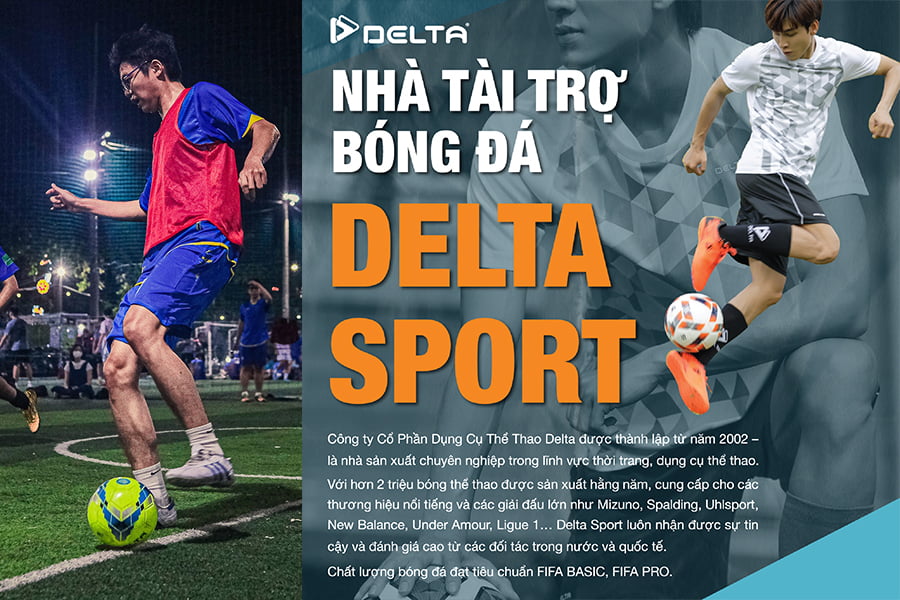 DELTA
NHÀ TÀI TRỢ
BÓNG ĐÁ
DELTA
SPORT
DELTA
Công ty Cổ Phần Dụng Cụ Thể Thao Delta được thành lập từ năm 2002 –
là nhà sản xuất chuyên nghiệp trong lĩnh vực thời trang, dụng cụ thể thao.
Với hơn 2 triệu bóng thể thao được sản xuất hằng năm, cung cấp cho các
thương hiệu nổi tiếng và các giải đấu lớn như Mizuno, Spalding, Uhlsport,
New Balance, Under Amour, Ligue 1... Delta Sport luôn nhận được sự tin
cậy và đánh giá cao từ các đối tác trong nước và quốc tế.
Chất lượng bóng đá đạt tiêu chuẩn FIFA BASIC, FIFA PRO.